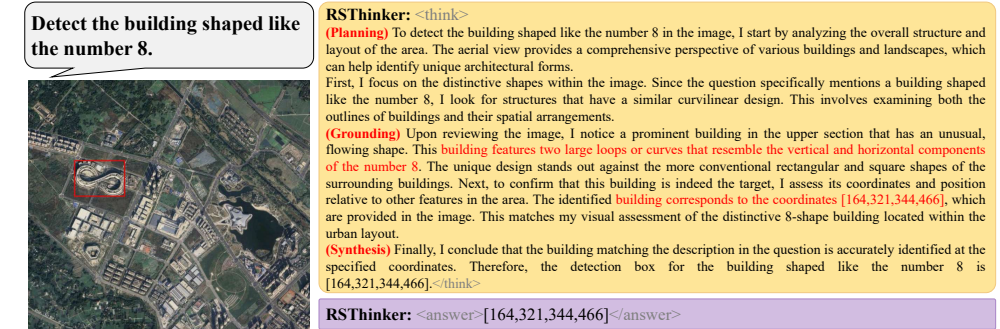 Detect the building shaped like
the number 8.
RSThinker: <think>
(Planning) To detect the building shaped like the number 8 in the image, I start by analyzing the overall structure and
layout of the area. The aerial view provides a comprehensive perspective of various buildings and landscapes, which
can help identify unique architectural forms.
First, I focus on the distinctive shapes within the image. Since the question specifically mentions a building shaped
like the number 8, I look for structures that have a similar curvilinear design. This involves examining both the
outlines of buildings and their spatial arrangements.
(Grounding) Upon reviewing the image, I notice a prominent building in the upper section that has an unusual,
flowing shape. This building features two large loops or curves that resemble the vertical and horizontal components
of the number 8. The unique design stands out against the more conventional rectangular and square shapes of the
surrounding buildings. Next, to confirm that this building is indeed the target, I assess its coordinates and position
relative to other features in the area. The identified building corresponds to the coordinates [164,321,344,466], which
are provided in the image. This matches my visual assessment of the distinctive 8-shape building located within the
urban layout.
(Synthesis) Finally, I conclude that the building matching the description in the question is accurately identified at the
specified coordinates. Therefore, the detection box for the building shaped like the number 8 is
[164,321,344,466].</think>
RSThinker: <answer>[164,321,344,466]</answer>